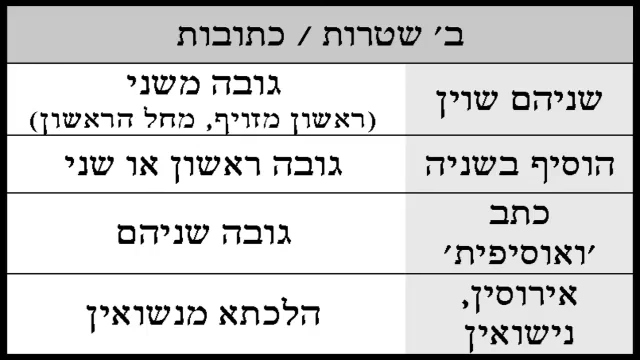 ב' שטרות / כתובות
שניהם שוין
גובה משני
(ראשון מזוייף, מחל הראשון)
הוסיף בשניה
גובה ראשון או שני
כתב
'ואוסיפית'
גובה שניהם
אירוסין,
נישואין
הלכתא מנשואין